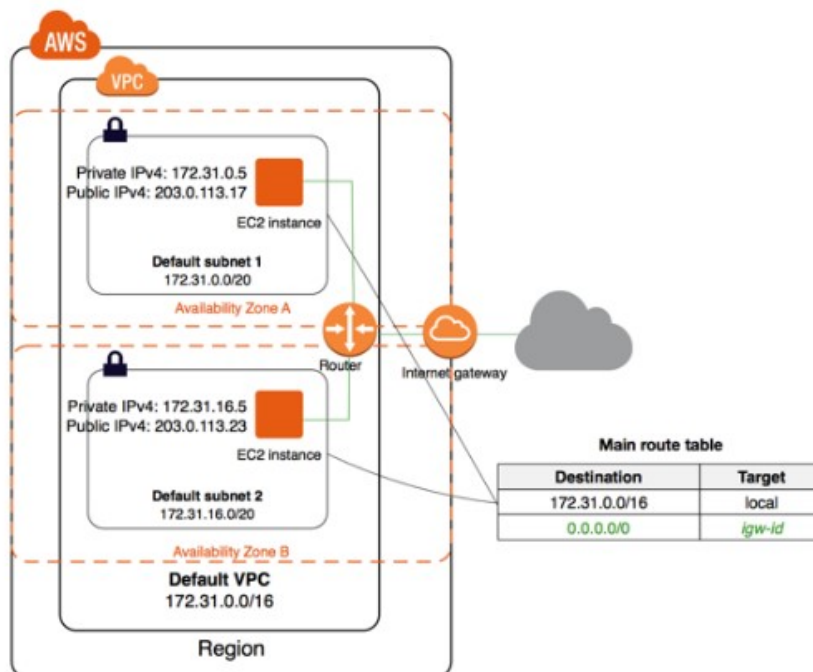 AWS
VPC
Private IPv4: 172.31.0.5
Public IPv4: 203.0.113.17
EC2 instance
Default subnet 1
172.31.0.0/20
Availability Zone A
Router
Internet gateway
Private IPv4: 172.31.16.5
Public IPv4: 203.0.113.23
EC2 instance
Default subnet 2
172.31.16.0/20
Availability Zone B
Default VPC
172.31.0.0/16
Region
Main route table
Destination Target
172.31.0.0/16 local
0.0.0.0/0 igw-id